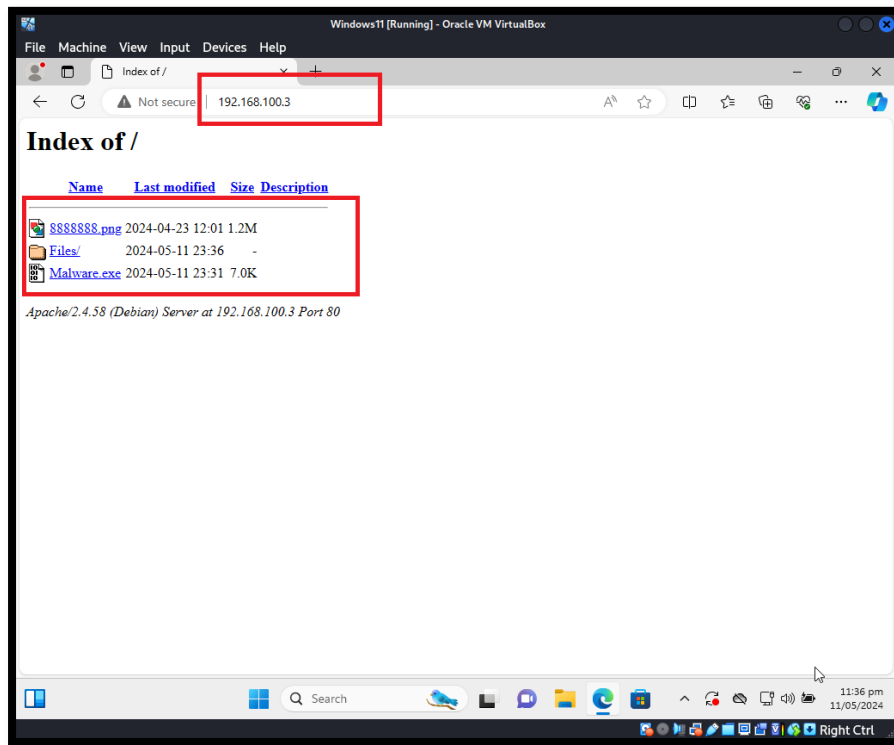 Windows11 [Running] - Oracle VM VirtualBox
File Machine View Input Devices Help
Index of /
Not secure 192.168.100.3
Index of /
Name Last modified Size Description
8888888.png 2024-04-23 12:01 1.2M
Files/ 2024-05-11 23:36 -
Malware.exe 2024-05-11 23:31 7.0K
Apache/2.4.58 (Debian) Server at 192.168.100.3 Port 80
Search
11:36 pm
11/05/2024
Right Ctrl